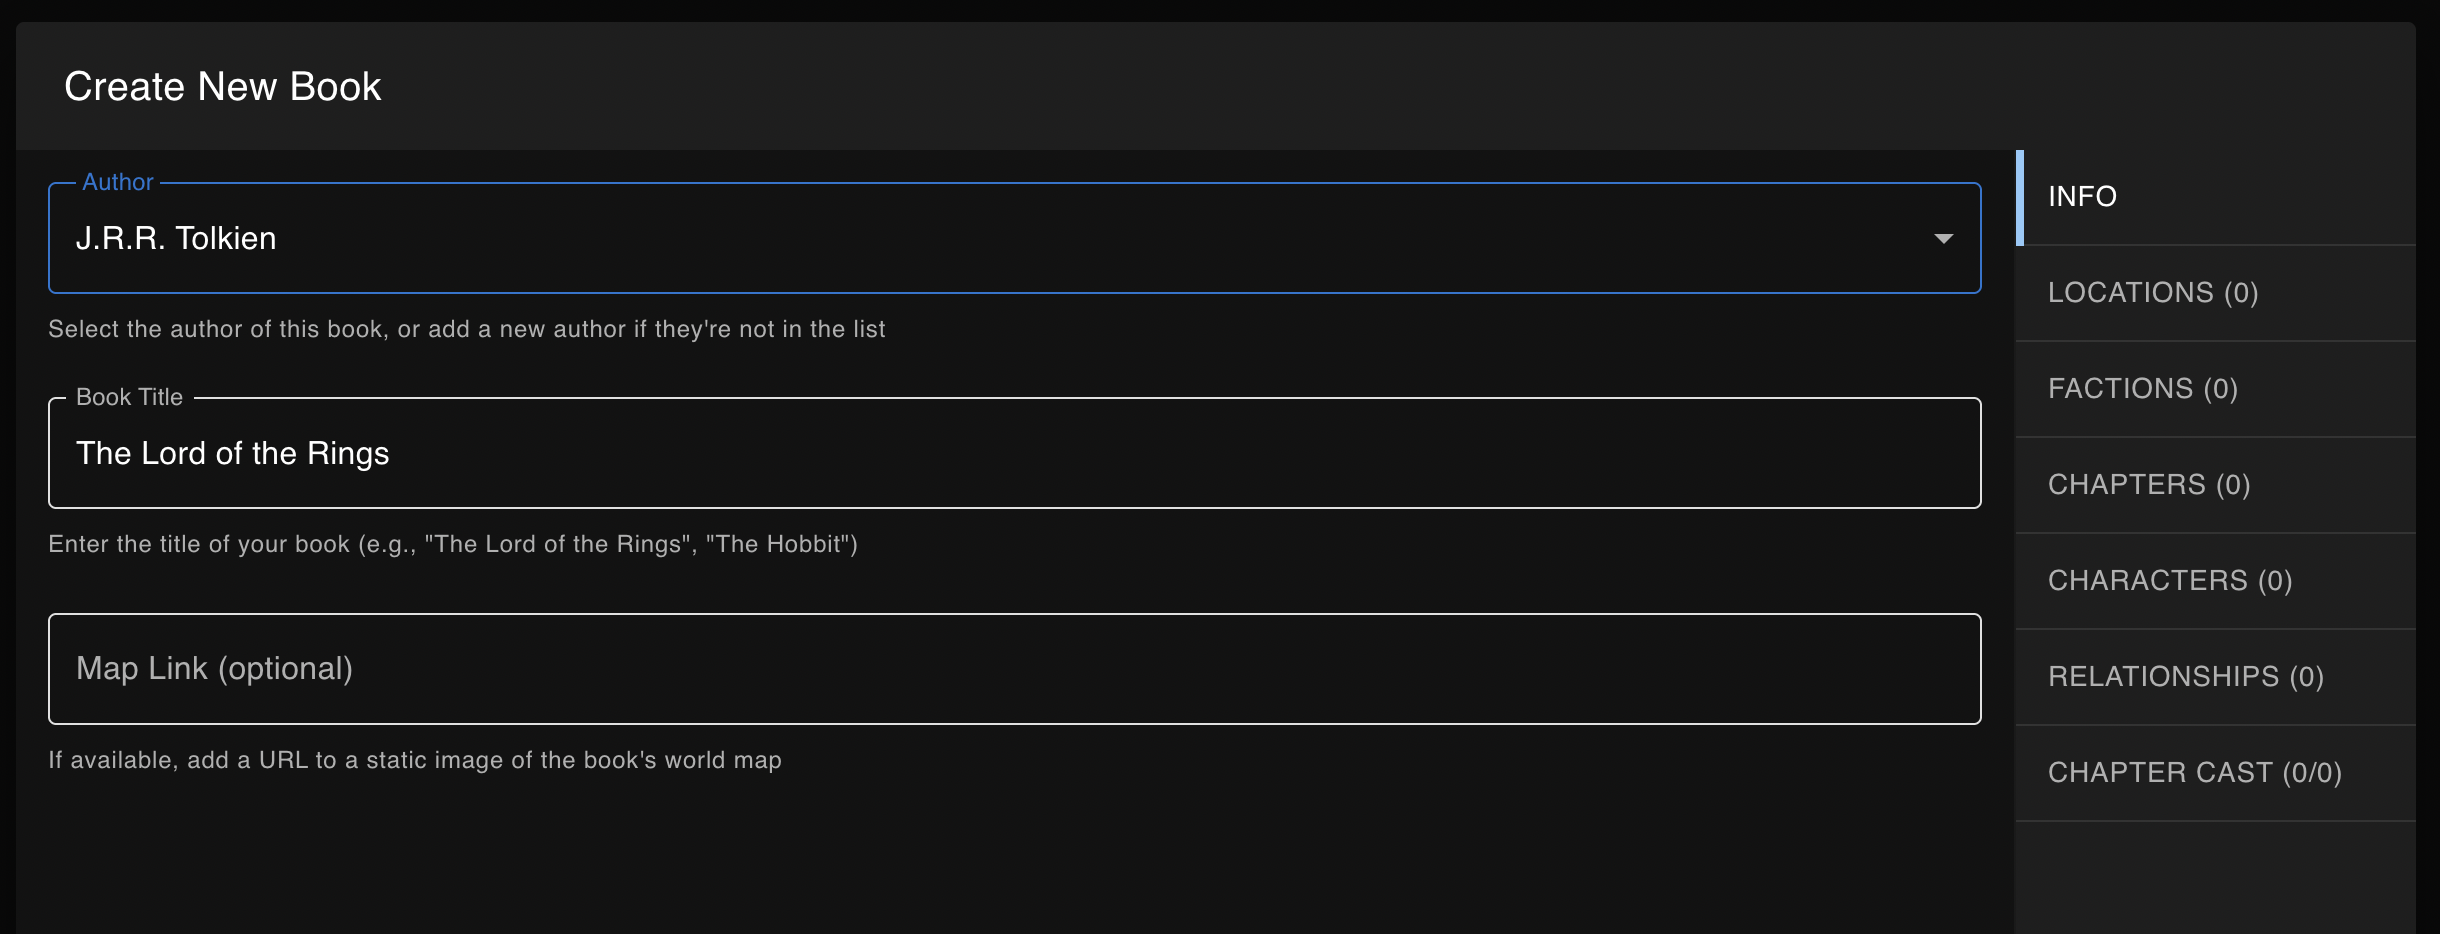 Create New Book
Author
J.R.R. Tolkien
Select the author of this book, or add a new author if they're not in the list
Book Title
The Lord of the Rings
Enter the title of your book (e.g., "The Lord of the Rings", "The Hobbit")
Map Link (optional)
If available, add a URL to a static image of the book's world map
INFO
LOCATIONS (0)
FACTIONS (0)
CHAPTERS (0)
CHARACTERS (0)
RELATIONSHIPS (0)
CHAPTER CAST (0/0)